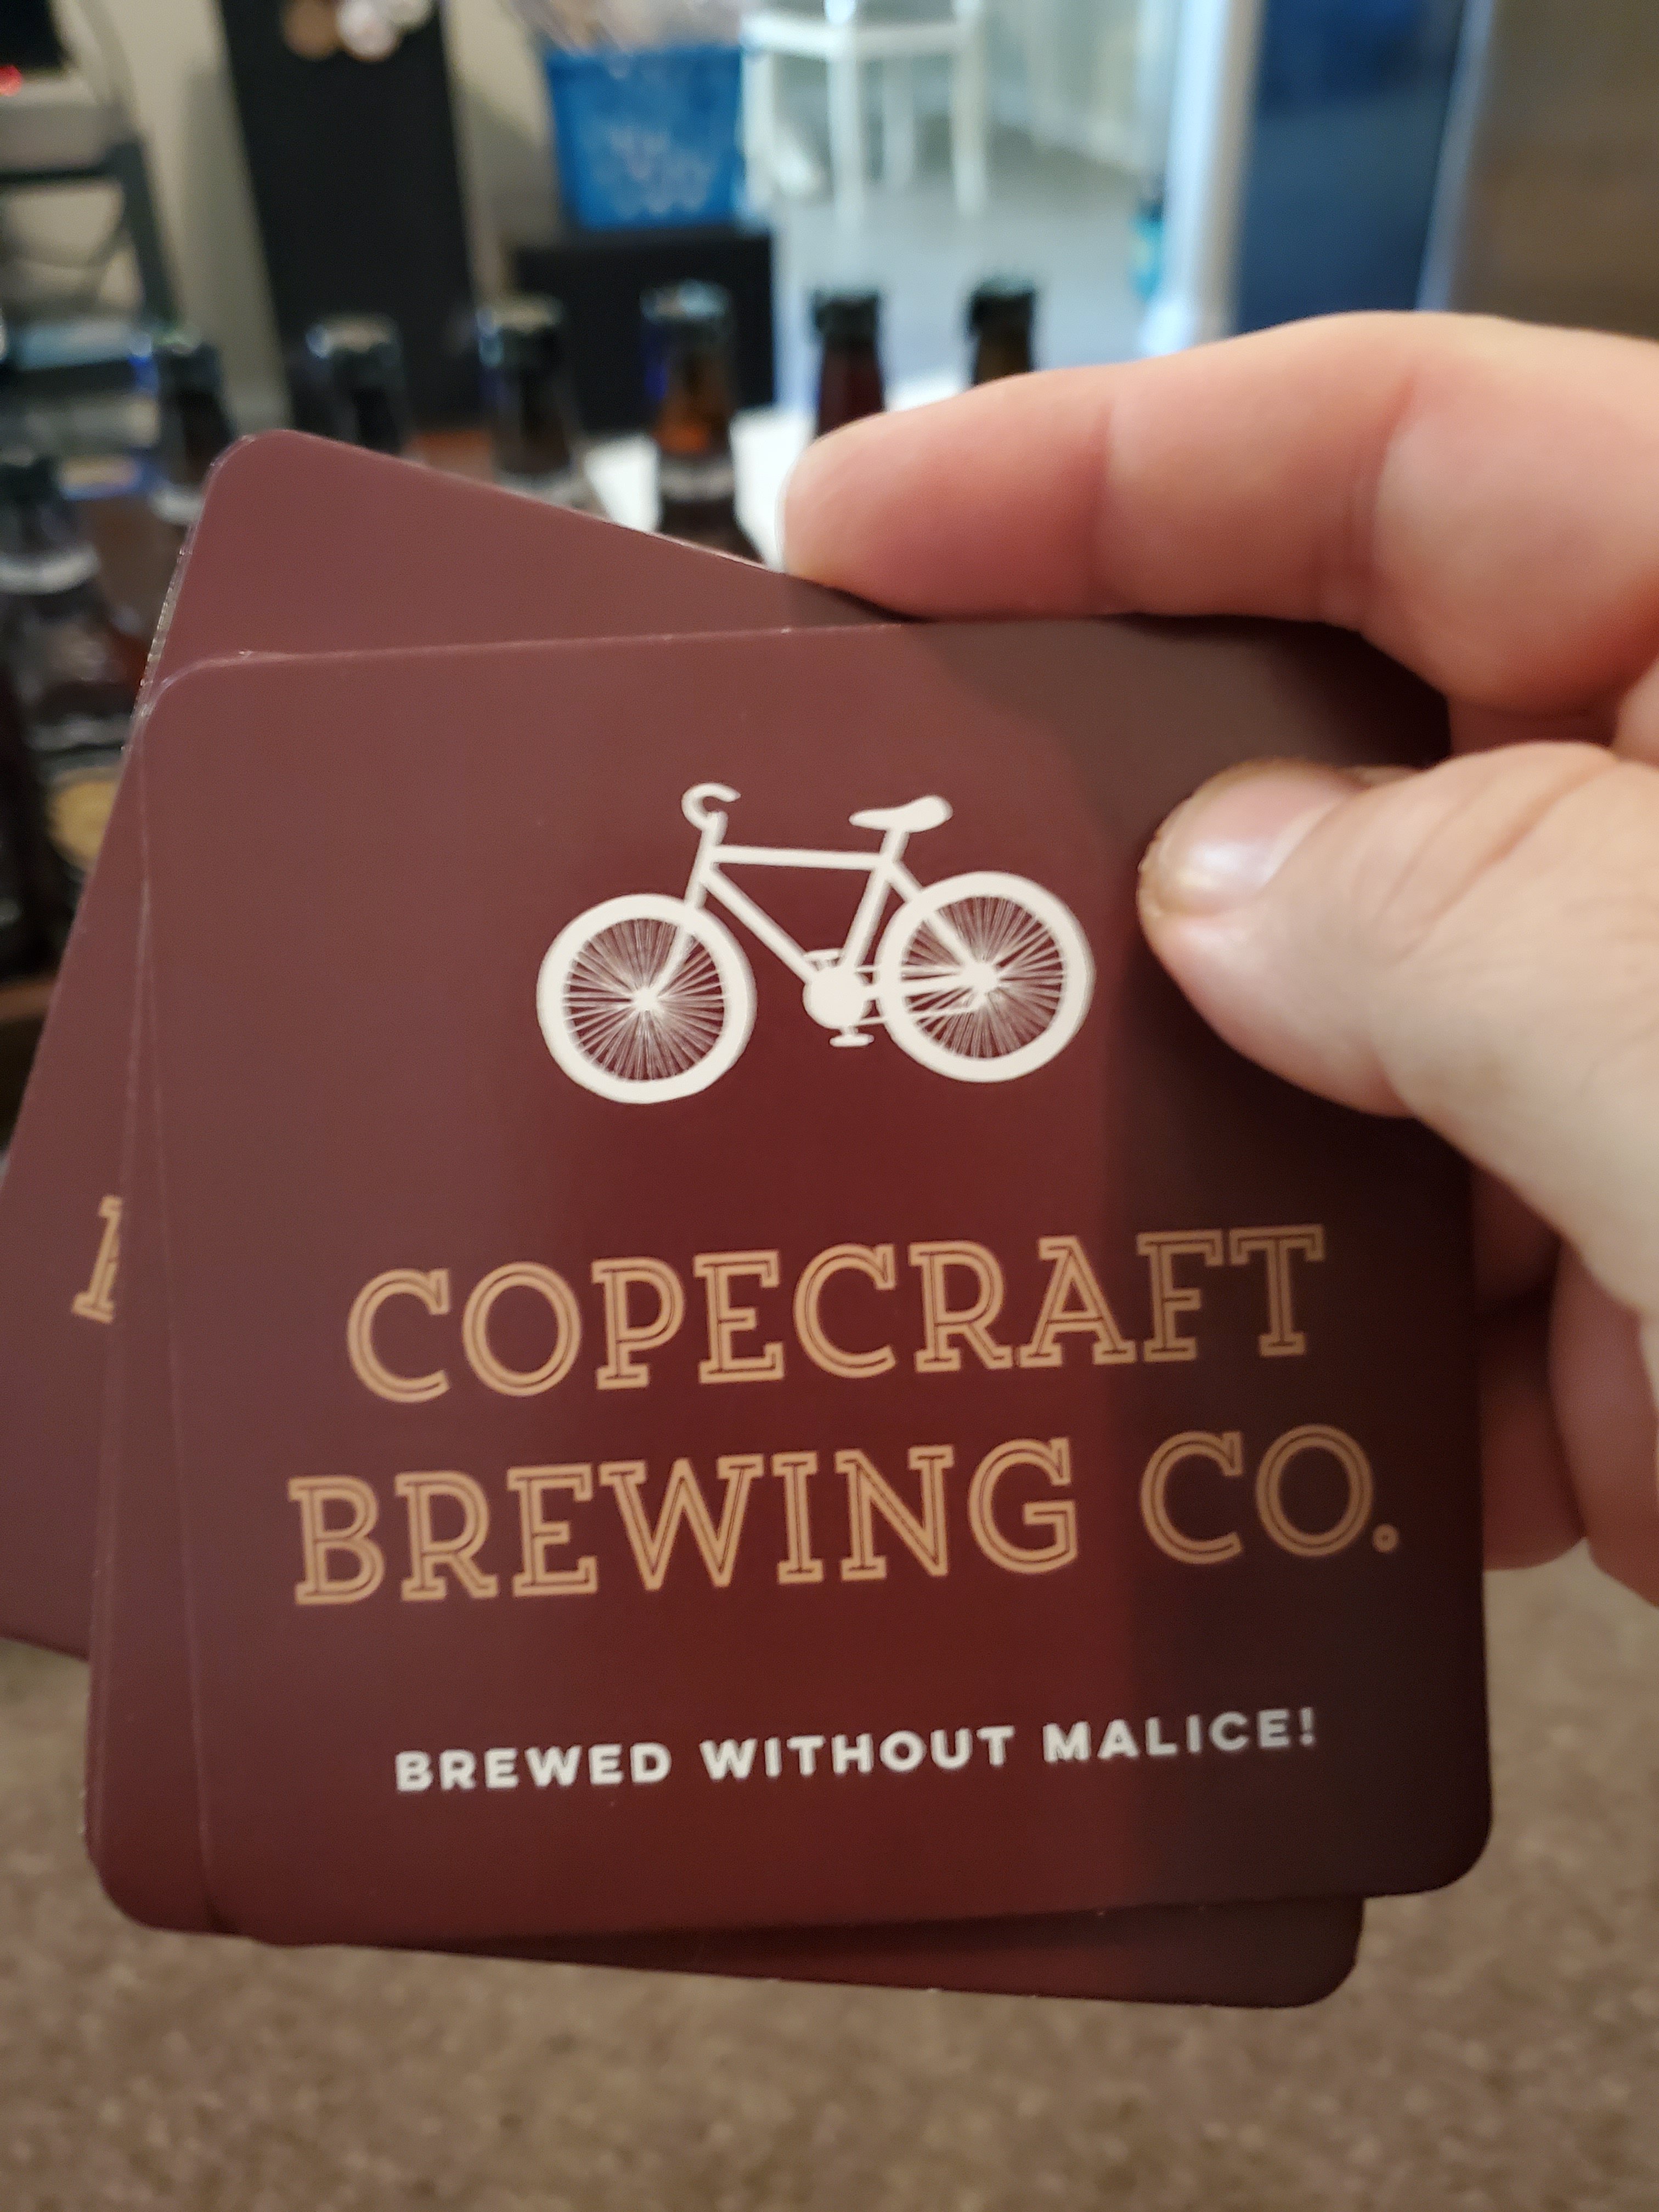 COPECRAFT
BREWING CO.
BREWED WITHOUT MALICE!